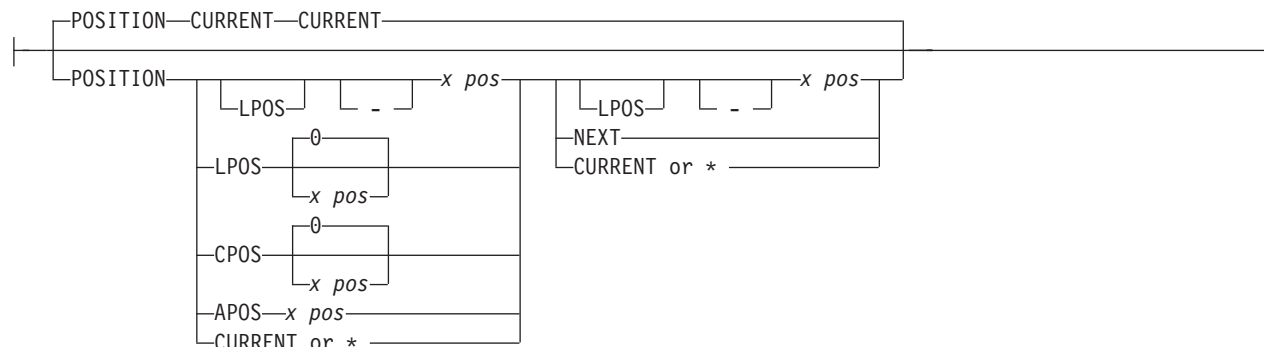 POSITION CURRENT CURRENT
POSITION x pos x pos
LPOS - LPOS -
0 NEXT
LPOS CURRENT or *
x pos
0
CPOS
x pos
APOS x pos
CURRENT or *